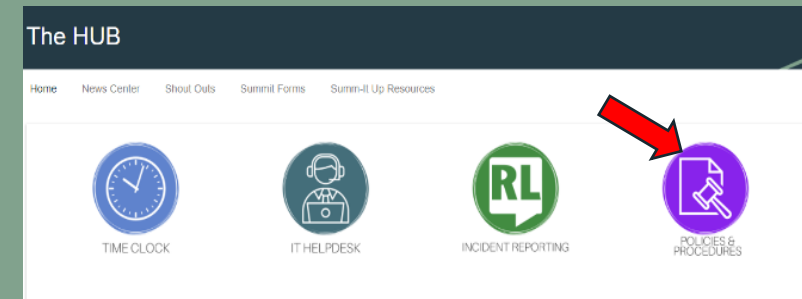 The HUB
Home News Center Shout Outs Summit Forms Summ-It Up Resources
RL
TIME CLOCK IT HELPDESK INCIDENT REPORTING POLICIES &
PROCEDURES